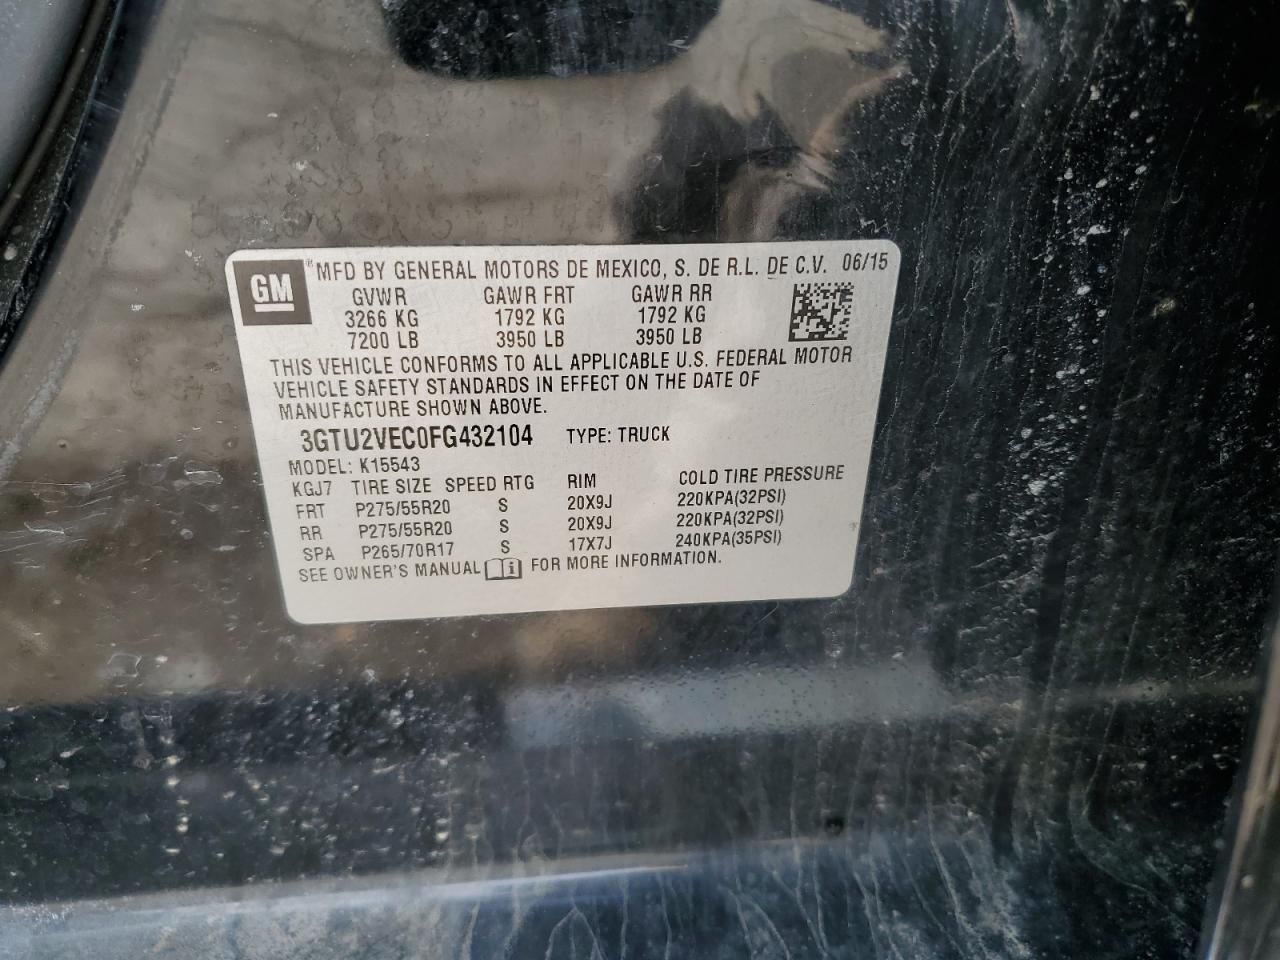 GM ® MFD BY GENERAL MOTORS DE MEXICO, S. DE R.L. DE C.V. 06/15
GVWR GAWR FRT GAWR RR
3266 KG 1792 KG 1792 KG
7200 LB 3950 LB 3950 LB
THIS VEHICLE CONFORMS TO ALL APPLICABLE U.S. FEDERAL MOTOR
VEHICLE SAFETY STANDARDS IN EFFECT ON THE DATE OF
MANUFACTURE SHOWN ABOVE.
3GTU2VEC0FG432104 TYPE: TRUCK
MODEL: K15543
KGJ7 TIRE SIZE SPEED RTG RIM COLD TIRE PRESSURE
FRT P275/55R20 S 20X9J 220KPA(32PSI)
RR P275/55R20 S 20X9J 220KPA(32PSI)
SPA P265/70R17 S 17X7J 240KPA(35PSI)
SEE OWNER'S MANUAL i FOR MORE INFORMATION.